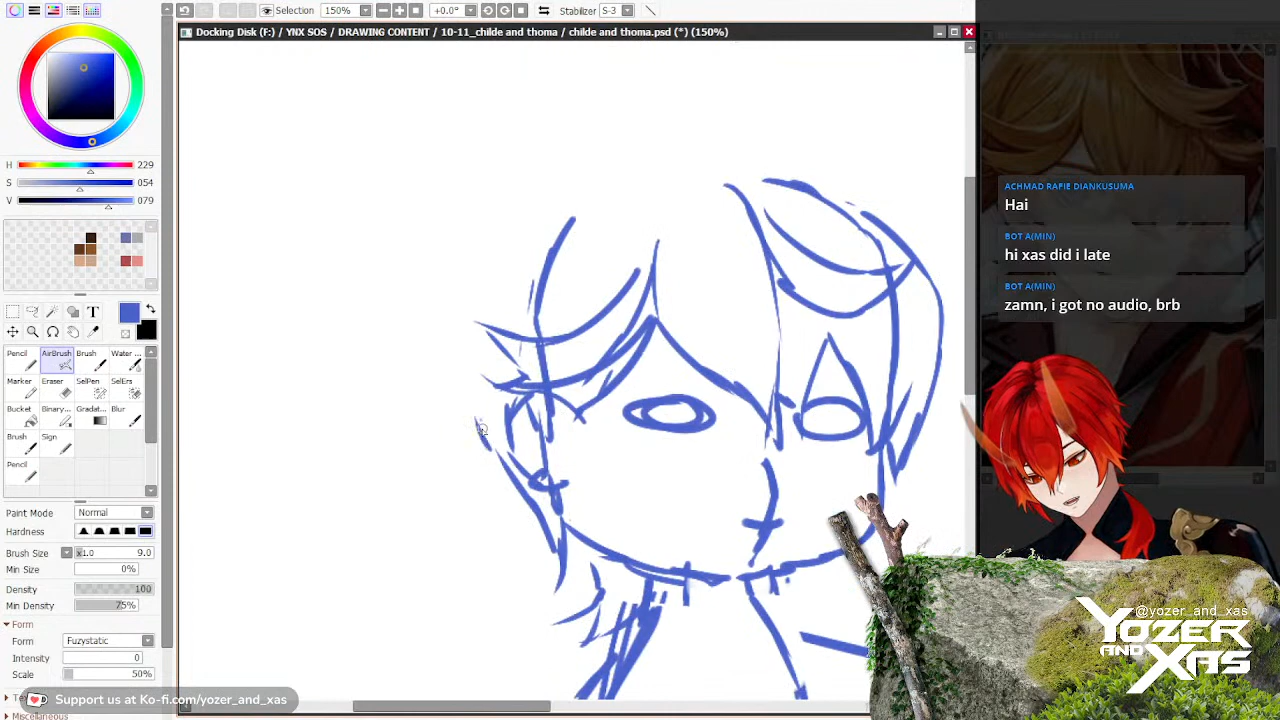 Selection 150% +0.0° Stabilizer S-3
Docking Disk (F:) / YNX SOS / DRAWING CONTENT / 10-11_childe and thoma / childe and thoma.psd (*) (150%)
H 229
S 054
V 079
T
Pencil AirBrush Brush Water ...
Marker Eraser SelPen SelErs
Bucket Binary... Gradat... Blur
Brush Sign
Pencil
Paint Mode Normal
Hardness
Brush Size x1.0 9.0
Min Size 0%
Density 100
Min Density 75%
Form
Form Fuzystatic
Intensity 0
Scale 50%
Miscellaneous
Support us at Ko-fi.com/yozer_and_xas
ACHMAD RAFIE DIANKUSUMA
Hai
BOT A(MIN)
hi xas did i late
BOT A(MIN)
zamn, i got no audio, brb
@yozer_and_xas
YOZER
AND XAS